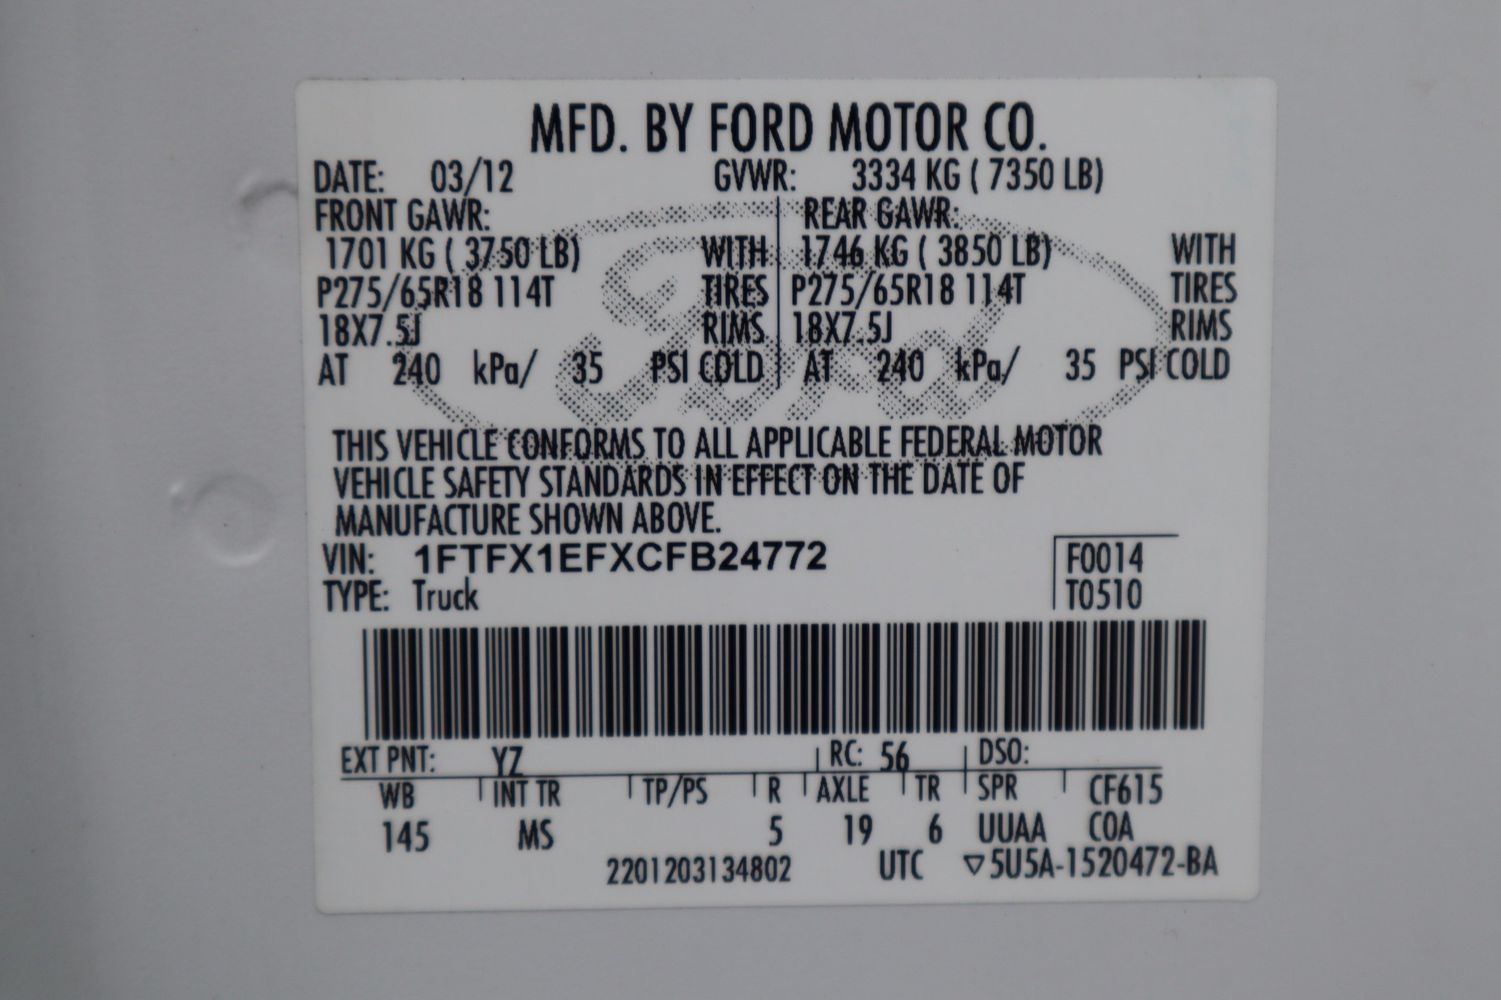 MFD. BY FORD MOTOR CO.
DATE: 03/12 GVWR: 3334 KG ( 7350 LB)
FRONT GAWR: REAR GAWR:
1701 KG ( 3750 LB) WITH 1746 KG ( 3850 LB) WITH
P275/65R18 114T TIRES P275/65R18 114T TIRES
18X7.5J RIMS 18X7.5J RIMS
AT 240 kPa/ 35 PSI COLD AT 240 kPa/ 35 PSI COLD
Ford
THIS VEHICLE CONFORMS TO ALL APPLICABLE FEDERAL MOTOR
VEHICLE SAFETY STANDARDS IN EFFECT ON THE DATE OF
MANUFACTURE SHOWN ABOVE.
VIN: 1FTFX1EFXCFB24772 F0014
TYPE: Truck T0510
EXT PNT: YZ RC: 56 DSO:
WB INT TR TP/PS R AXLE TR SPR CF615
145 MS 5 19 6 UUAA COA
2201203134802 UTC ▽5U5A-1520472-BA